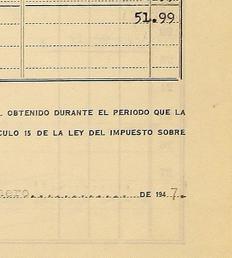 51.99
OBTENIDO DURANTE EL PERIODO QUE LA
CULO 15 DE LA LEY DEL IMPUESTO SOBRE
nero DE 194 7.